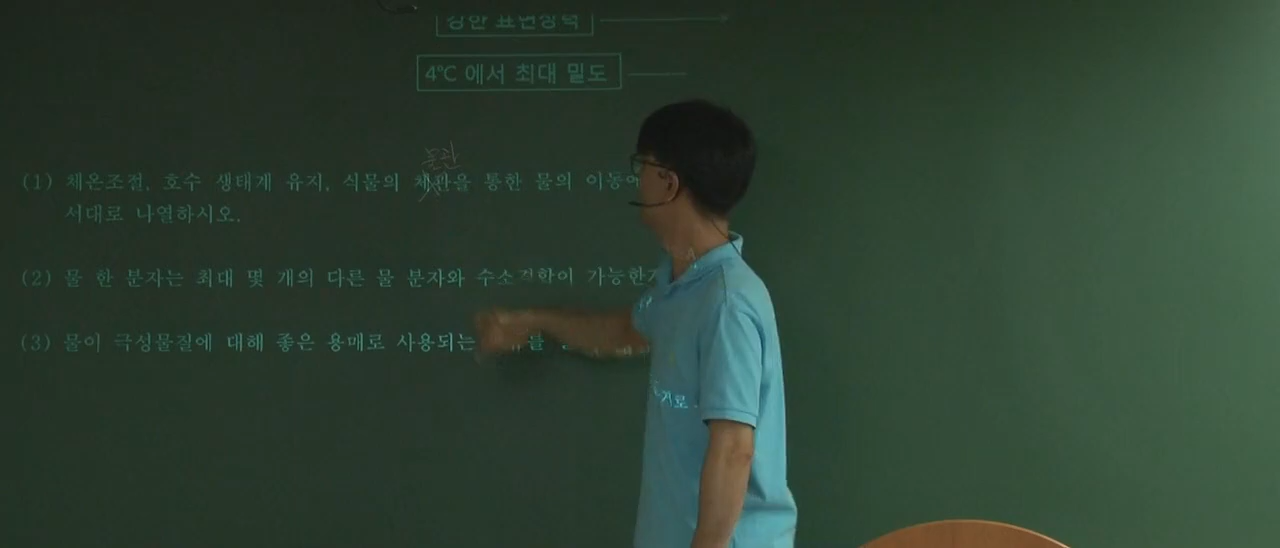 강한 표면장력
4℃ 에서 최대 밀도
물관
(1) 체온조절, 호수 생태계 유지, 식물의 체관을 통한 물의 이동에
서대로 나열하시오.
(2) 물 한 분자는 최대 몇 개의 다른 물 분자와 수소결합이 가능한지
(3) 물이 극성물질에 대해 좋은 용매로 사용되는